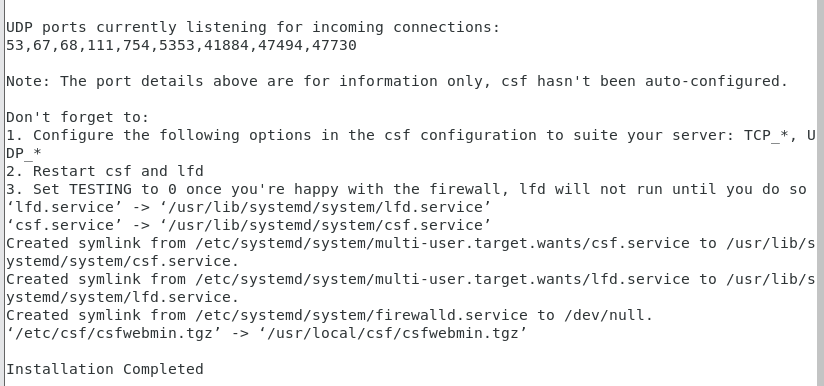 UDP ports currently listening for incoming connections:
53,67,68,111,754,5353,41884,47494,47730
Note: The port details above are for information only, csf hasn't been auto-configured.
Don't forget to:
1. Configure the following options in the csf configuration to suite your server: TCP_*, U
DP_*
2. Restart csf and lfd
3. Set TESTING to 0 once you're happy with the firewall, lfd will not run until you do so
‘lfd.service’ -> ‘/usr/lib/systemd/system/lfd.service’
‘csf.service’ -> ‘/usr/lib/systemd/system/csf.service’
Created symlink from /etc/systemd/system/multi-user.target.wants/csf.service to /usr/lib/s
ystemd/system/csf.service.
Created symlink from /etc/systemd/system/multi-user.target.wants/lfd.service to /usr/lib/s
ystemd/system/lfd.service.
Created symlink from /etc/systemd/system/firewalld.service to /dev/null.
‘/etc/csf/csfwebmin.tgz’ -> ‘/usr/local/csf/csfwebmin.tgz’
Installation Completed